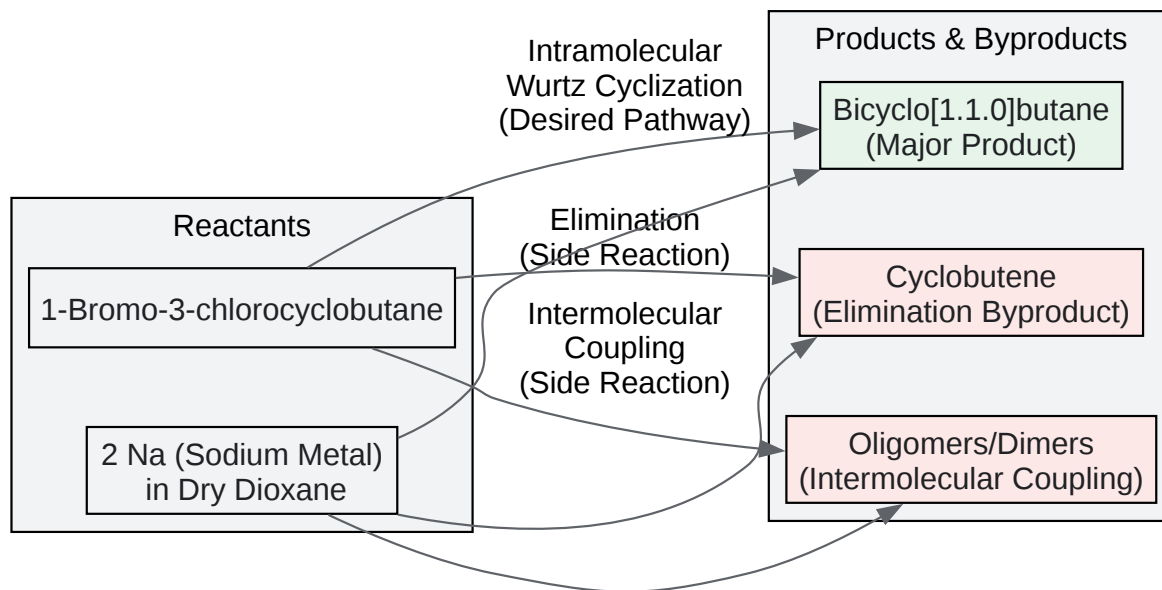 Reactants
1-Bromo-3-chlorocyclobutane
2 Na (Sodium Metal)
in Dry Dioxane
Intramolecular
Wurtz Cyclization
(Desired Pathway)
Elimination
(Side Reaction)
Intermolecular
Coupling
(Side Reaction)
Products & Byproducts
Bicyclo[1.1.0]butane
(Major Product)
Cyclobutene
(Elimination Byproduct)
Oligomers/Dimers
(Intermolecular Coupling)